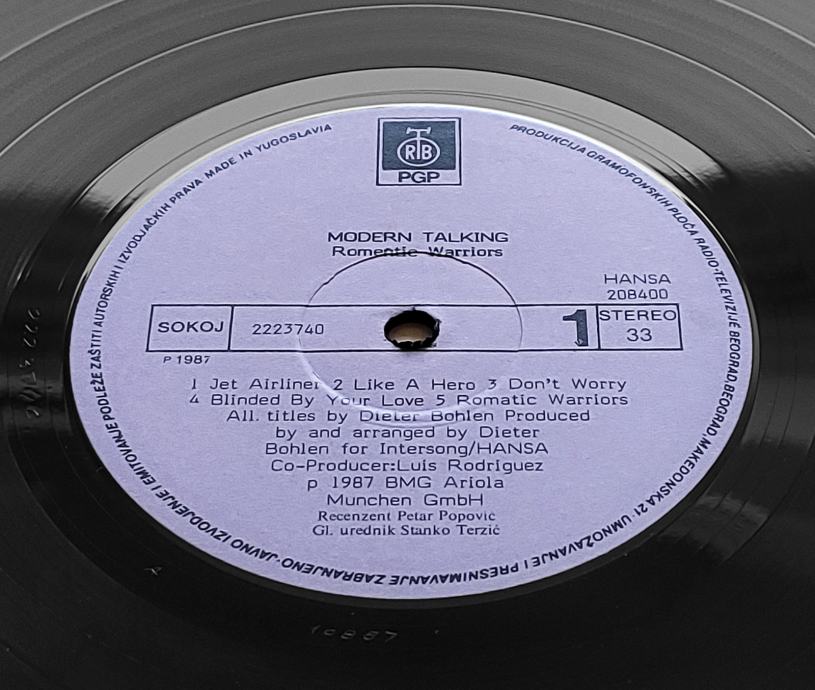 MADE IN YUGOSLAVIA
PRODUKCIJA GRAMOFONSKIH PLOČA RADIO-TELEVIZIJE BEOGRAD, BEOGRAD, MAKEDONSKA 21 UMNOŽAVANJE I PRESNIMAVANJE ZABRANJENO-JAVNO IZVODJENJE I EMITOVANJE PODLEŽE ZAŠTITI AUTORSKIH I IZVODJAČKIH PRAVA
RTB
PGP
MODERN TALKING
Romentic Warriors
HANSA
208400
SOKOJ 2223740 1 STEREO
33
P 1987
1 Jet Airliner 2 Like A Hero 3 Don't Worry
4 Blinded By Your Love 5 Romatic Warriors
All. titles by Dieter Bohlen Produced
by and arranged by Dieter
Bohlen for Intersong/HANSA
Co-Producer:Luis Rodriguez
p 1987 BMG Ariola
Munchen GmbH
Recenzent Petar Popović
Gl. urednik Stanko Terzić